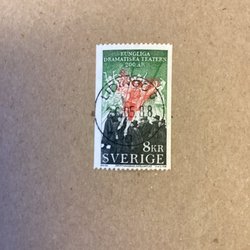 KUNGLIGA
DRAMATISKA TEATERN
200 ÅR
8KR
SVERIGE